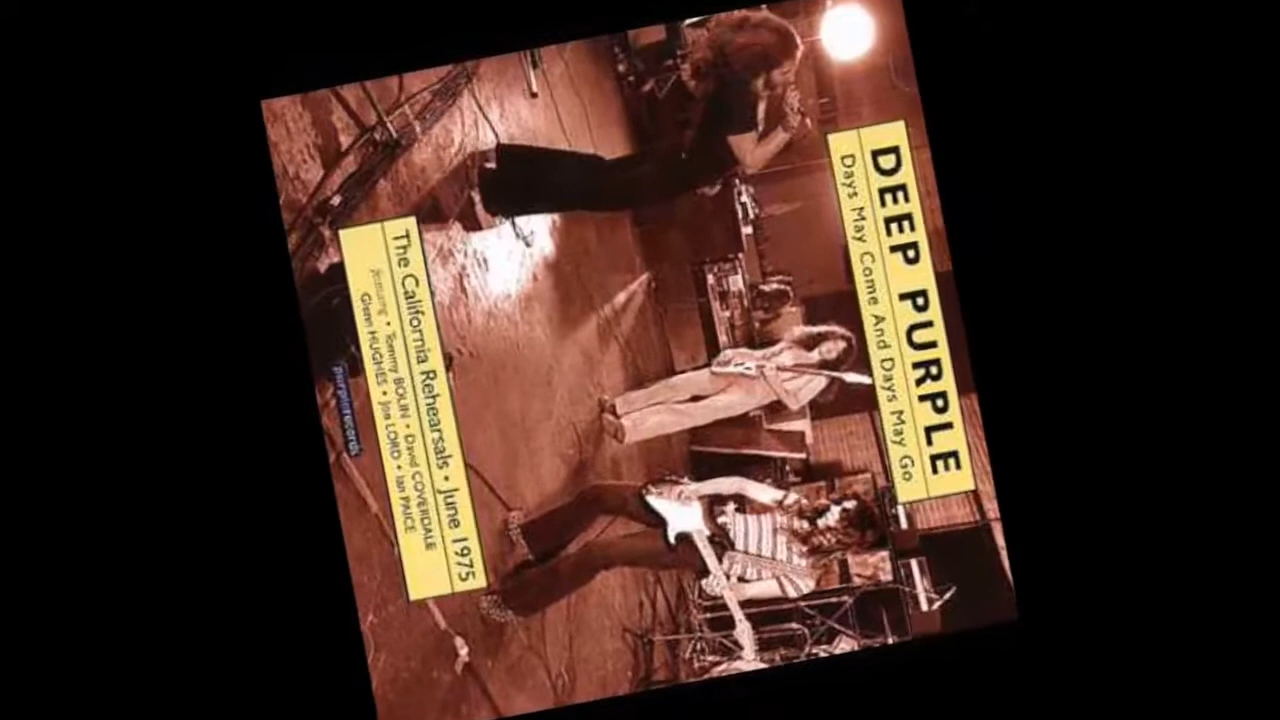 DEEP PURPLE
Days May Come And Days May Go
The California Rehearsals • June 1975
featuring • Tommy BOLIN • David COVERDALE
Glenn HUGHES • Jon LORD • Ian PAICE
purplerecords